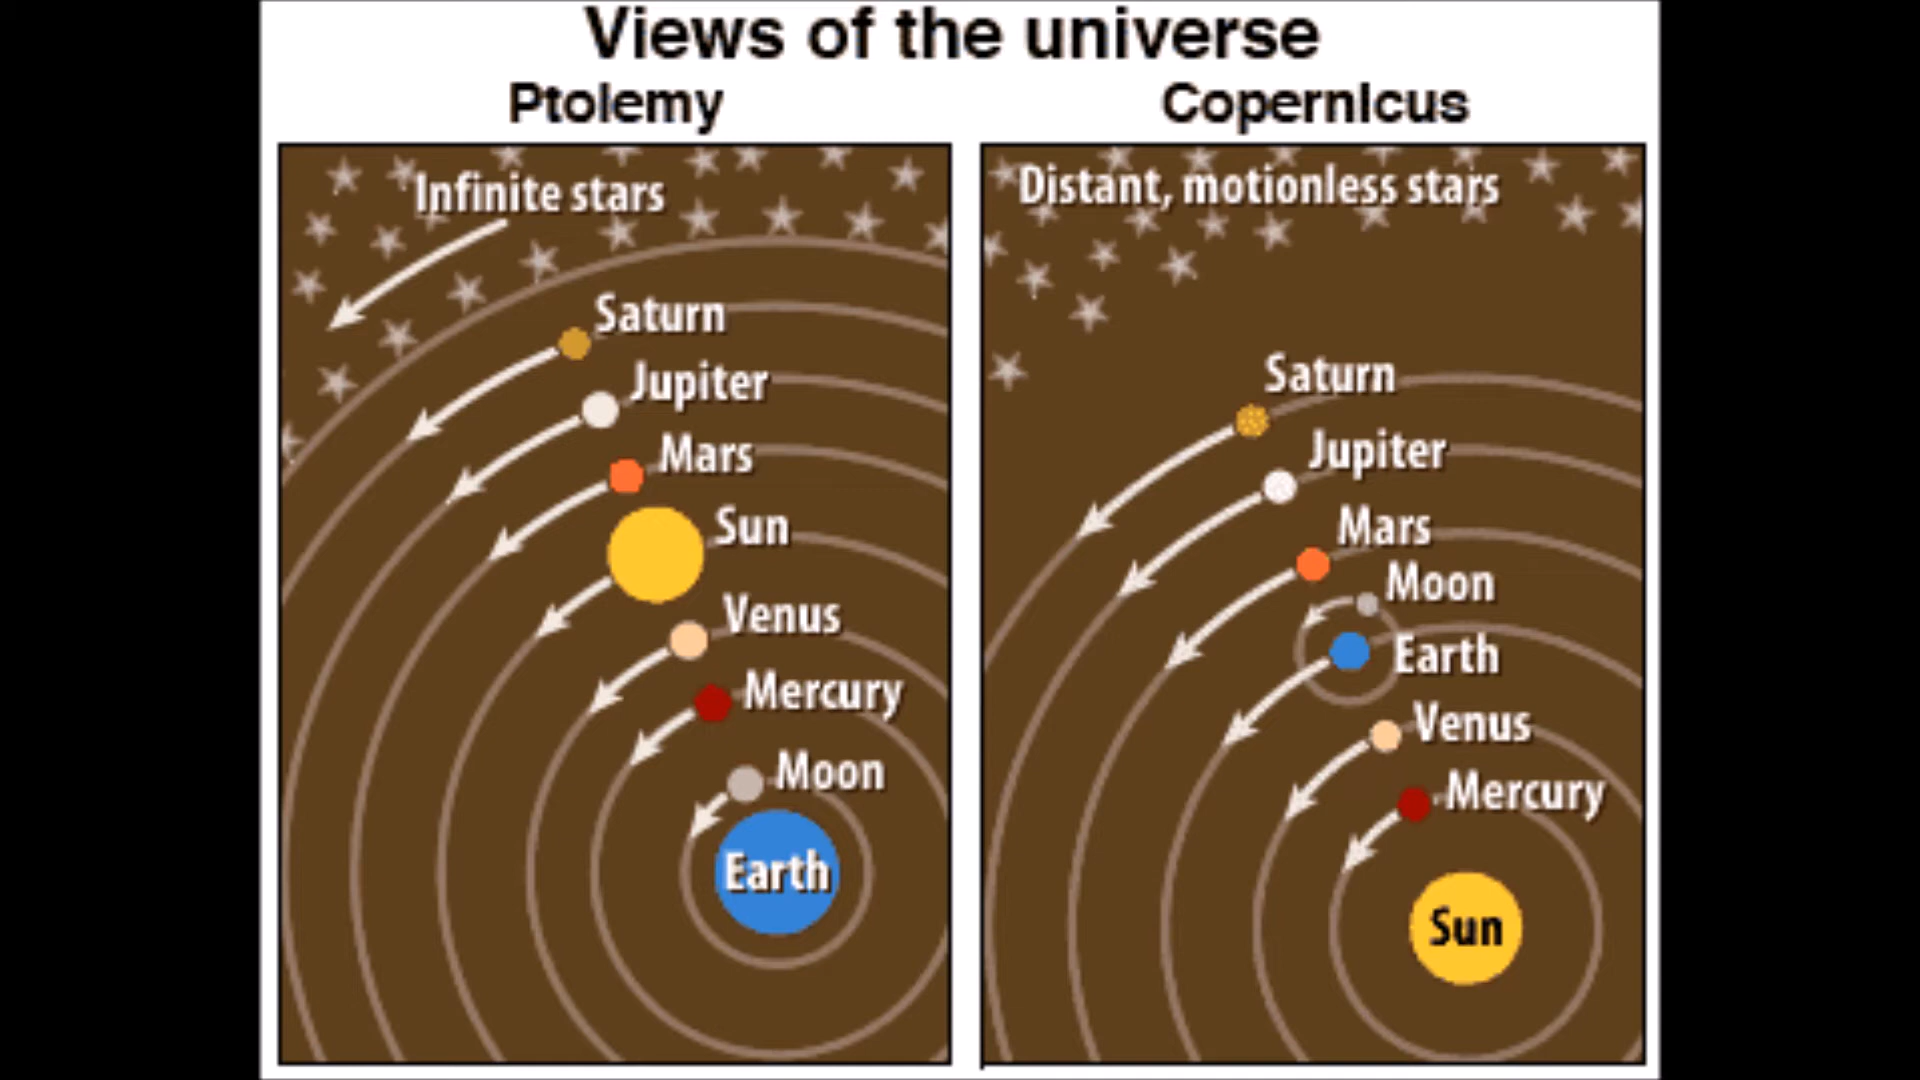 Views of the universe
Ptolemy
Infinite stars
Saturn
Jupiter
Mars
Sun
Venus
Mercury
Moon
Earth
Copernicus
Distant, motionless stars
Saturn
Jupiter
Mars
Moon
Earth
Venus
Mercury
Sun